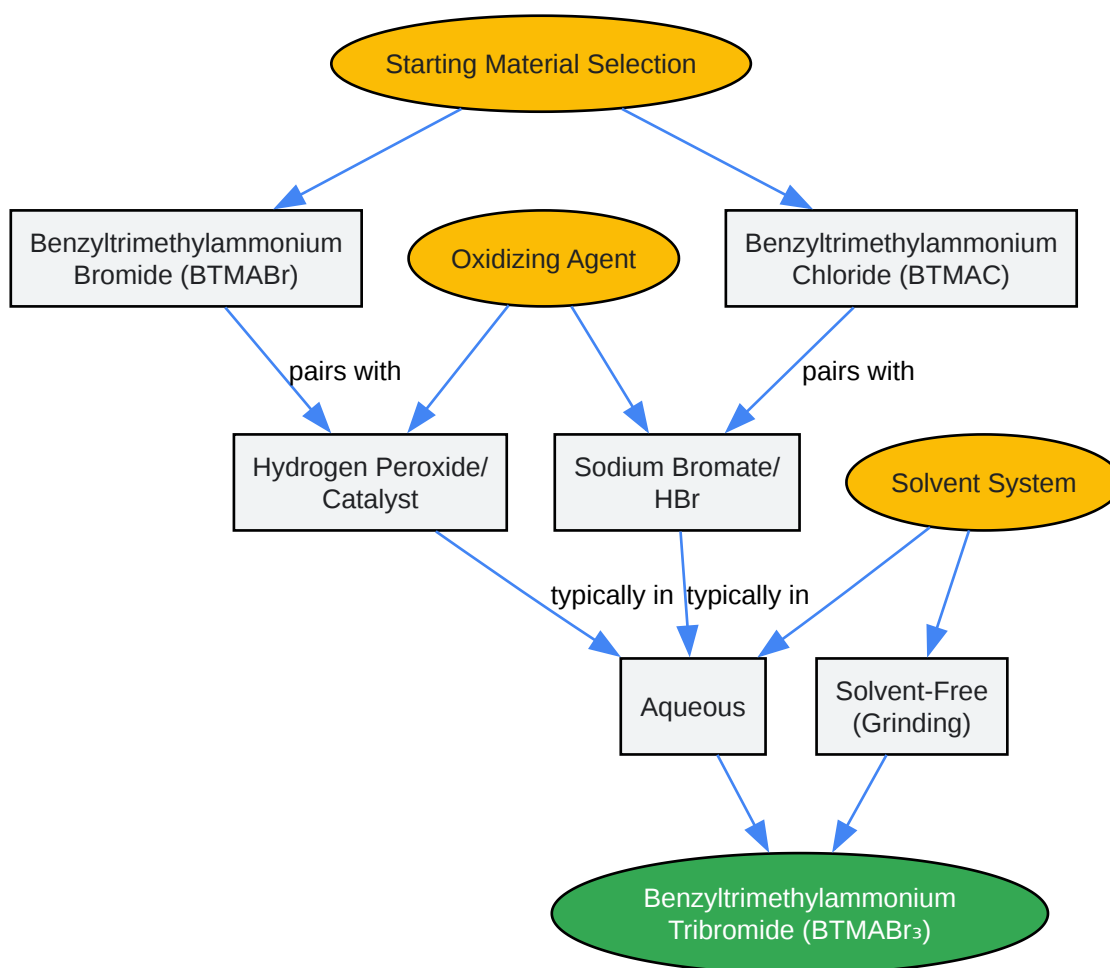 Starting Material Selection
Benzyltrimethylammonium
Bromide (BTMABr)
Oxidizing Agent
Benzyltrimethylammonium
Chloride (BTMAC)
pairs with
pairs with
Hydrogen Peroxide/
Catalyst
Sodium Bromate/
HBr
Solvent System
typically in
typically in
Aqueous
Solvent-Free
(Grinding)
Benzyltrimethylammonium
Tribromide (BTMABr₃)